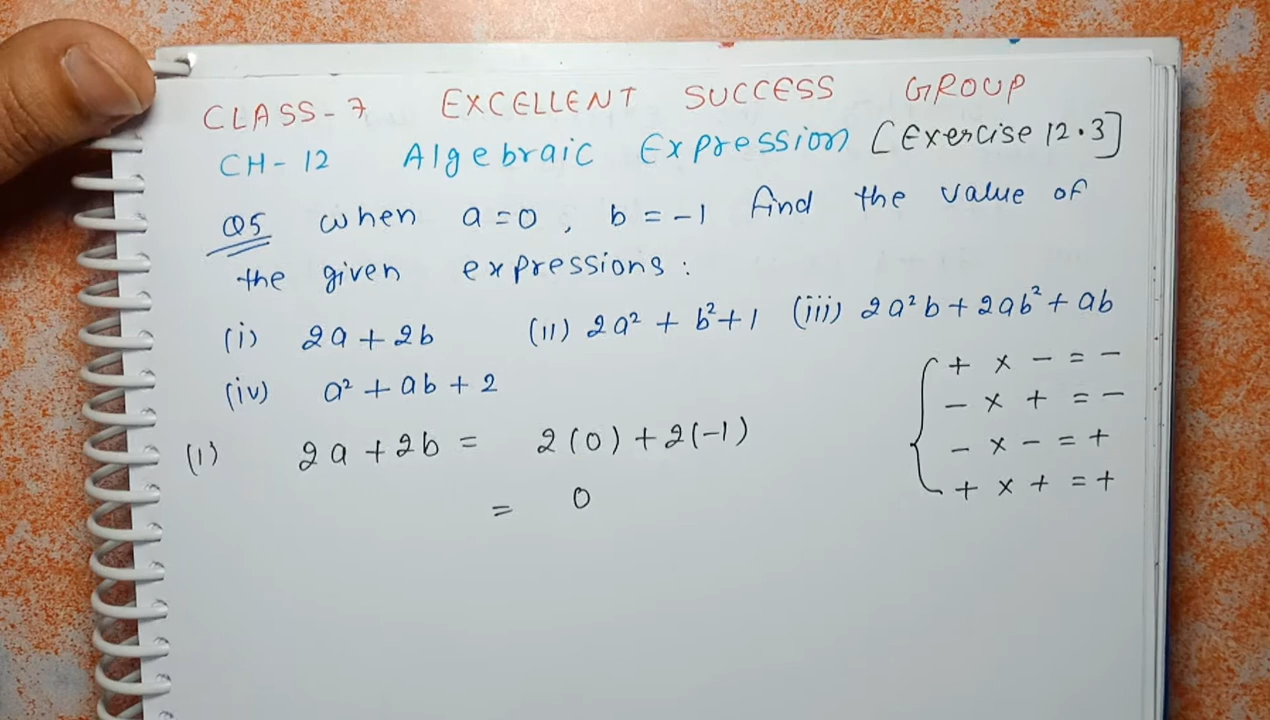 CLASS-7 EXCELLENT SUCCESS GROUP
CH-12 Algebraic Expression [Exercise 12.3]
Q5 when a=0, b=-1 find the value of
the given expressions:
(i) 2a+2b (ii) 2a²+b²+1 (iii) 2a²b+2ab²+ab
(iv) a²+ab+2
+ x - = -
- x + = -
- x - = +
+ x + = +
(i) 2a+2b = 2(0)+2(-1)
= 0